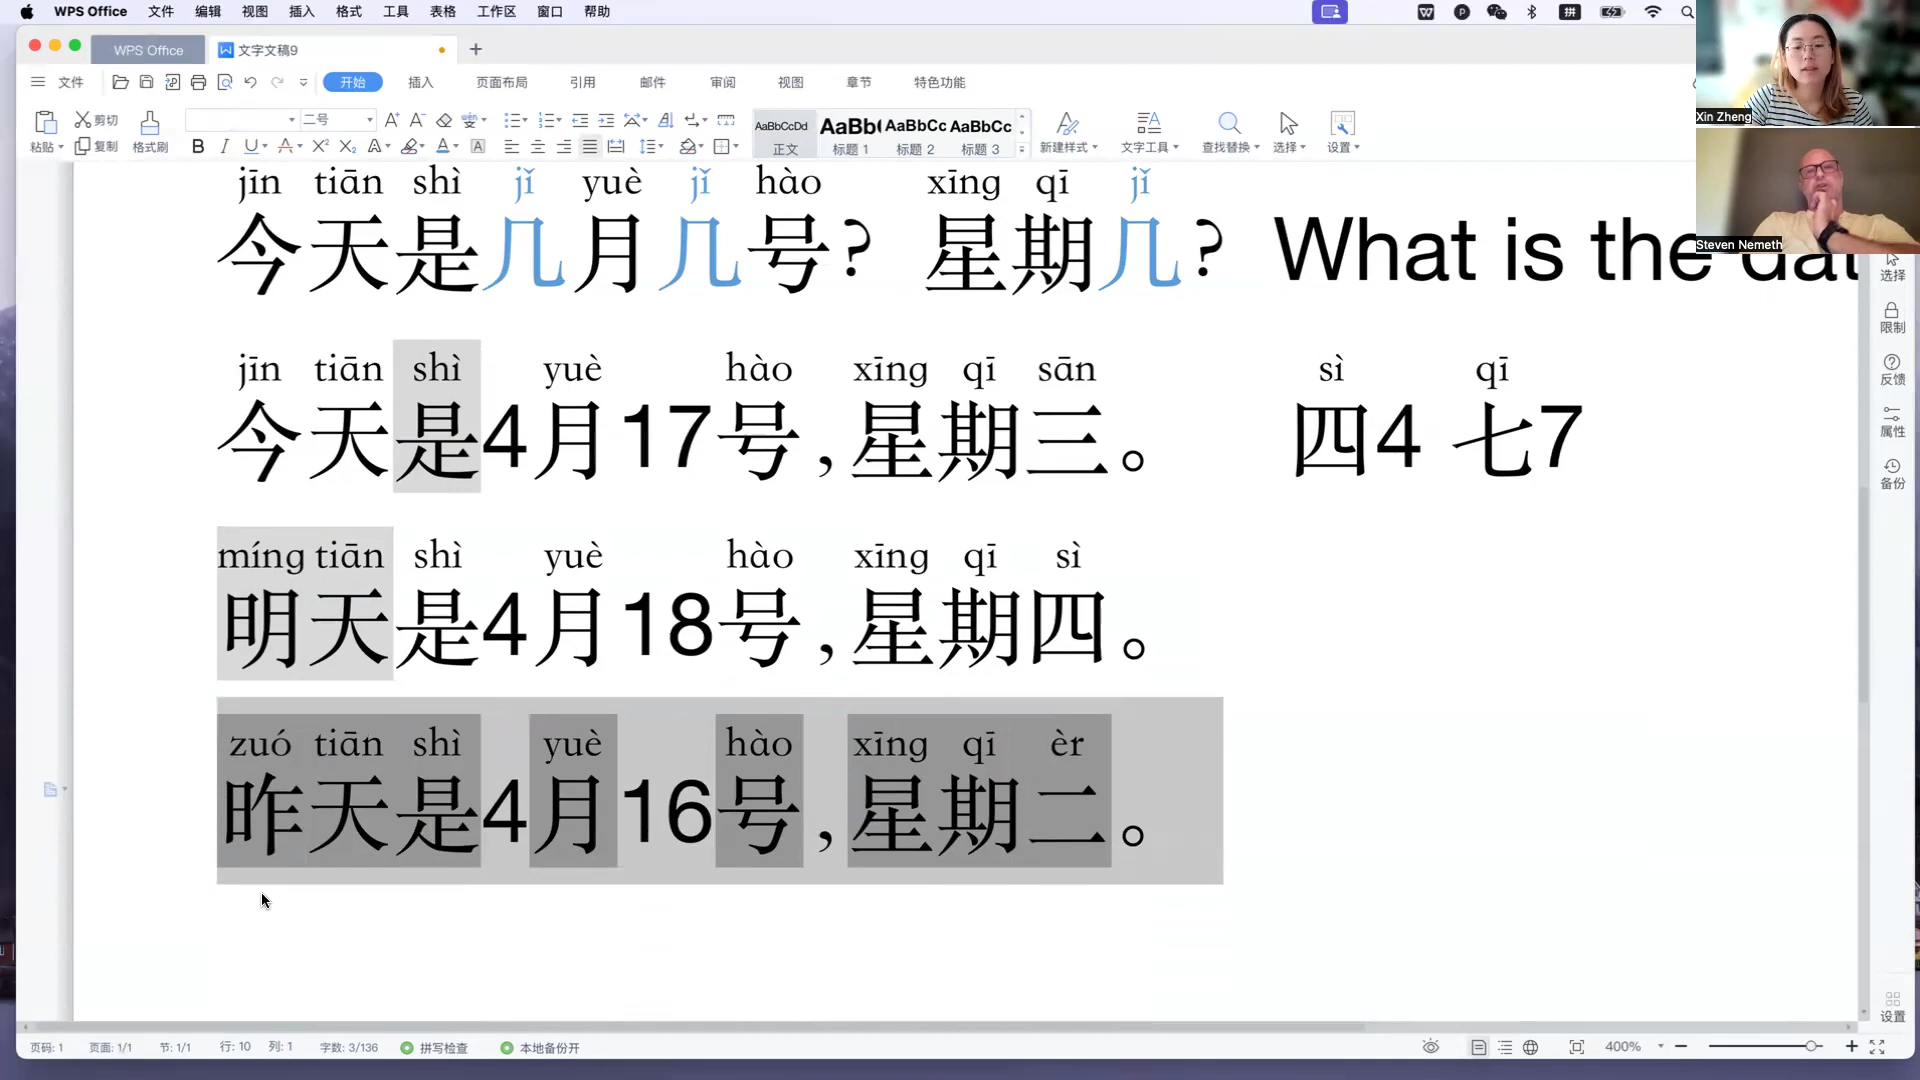 WPS Office 文件 编辑 视图 插入 格式 工具 表格 工作区 窗口 帮助
WPS Office 文字文稿9
文件 开始 插入 页面布局 引用 邮件 审阅 视图 章节 特色功能
粘贴 剪切 复制 格式刷 二号 AaBbCcDd 正文 AaBb( 标题 1 AaBbCc 标题 2 AaBbCc 标题 3 新建样式 文字工具 查找替换 选择 设置
Xin Zheng
Steven Nemeth
jīn tiān shì jǐ yuè jǐ hào xīng qī jǐ
今天是几月几号? 星期几? What is the dat
jīn tiān shì yuè hào xīng qī sān sì qī
今天是4月17号,星期三。 四4 七7
míng tiān shì yuè hào xīng qī sì
明天是4月18号,星期四。
zuó tiān shì yuè hào xīng qī èr
昨天是4月16号,星期二。
选择
限制
反馈
属性
备份
设置
页码: 1 页面: 1/1 节: 1/1 行: 10 列: 1 字数: 3/136 拼写检查 本地备份开 400%